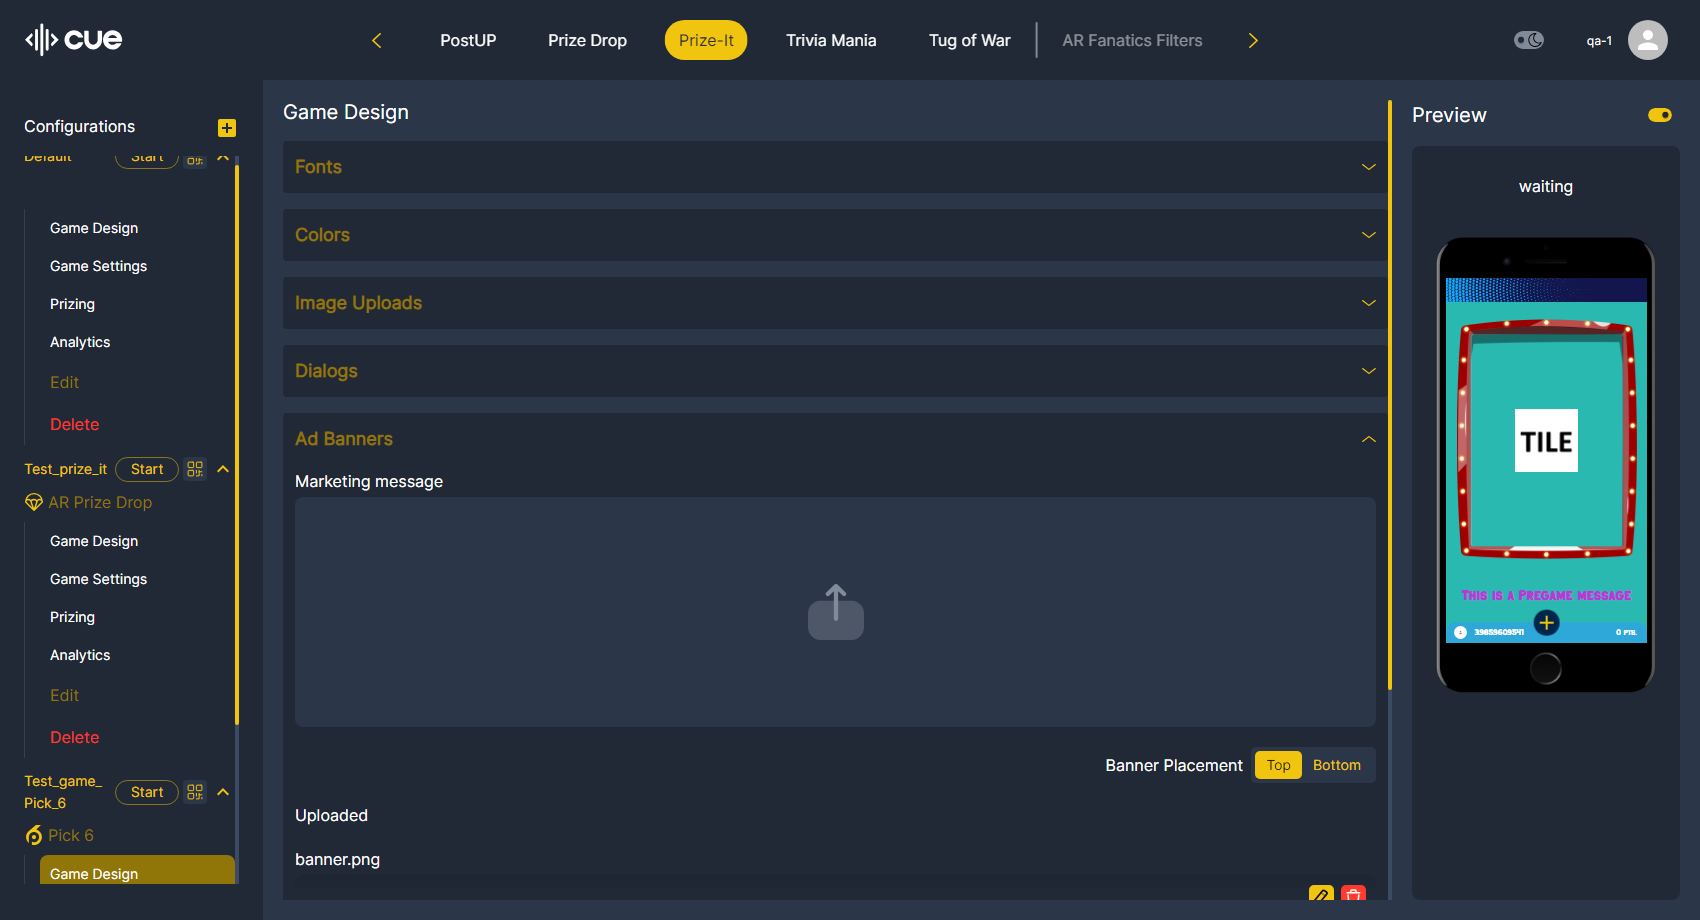 cue
PostUP
Prize Drop
Prize-It
Trivia Mania
Tug of War
AR Fanatics Filters
qa-1
Configurations
Default
Start
Game Design
Game Settings
Prizing
Analytics
Edit
Delete
Test_prize_it
Start
AR Prize Drop
Game Design
Game Settings
Prizing
Analytics
Edit
Delete
Test_game_
Pick_6
Start
Pick 6
Game Design
Game Design
Fonts
Colors
Image Uploads
Dialogs
Ad Banners
Marketing message
Banner Placement
Top
Bottom
Uploaded
banner.png
Preview
waiting
TILE
This is a Pregame message
0 PTS.